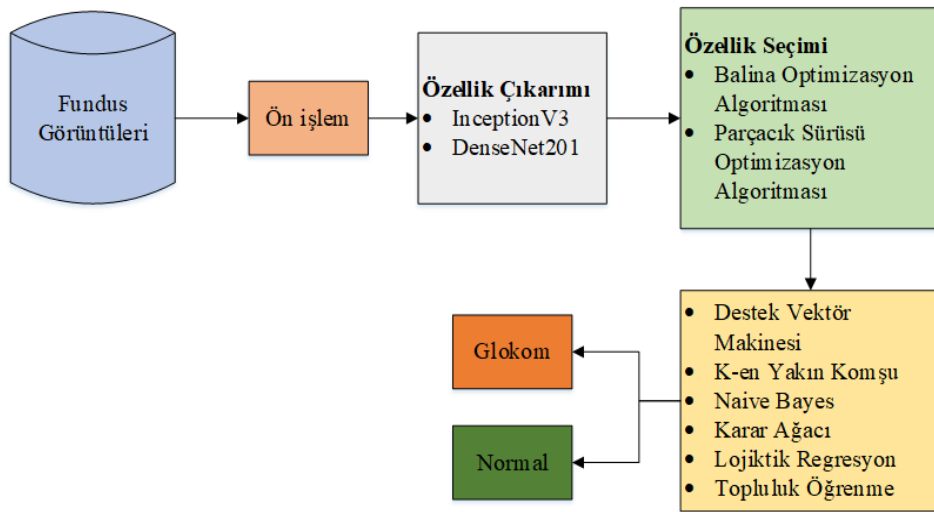 Fundus
Görüntüleri
Ön işlem
Özellik Çıkarımı
• InceptionV3
• DenseNet201
Özellik Seçimi
• Balina Optimizasyon
Algoritması
• Parçacık Sürüsü
Optimizasyon
Algoritması
• Destek Vektör
Makinesi
• K-en Yakın Komşu
• Naive Bayes
• Karar Ağacı
• Lojiktik Regresyon
• Topluluk Öğrenme
Glokom
Normal